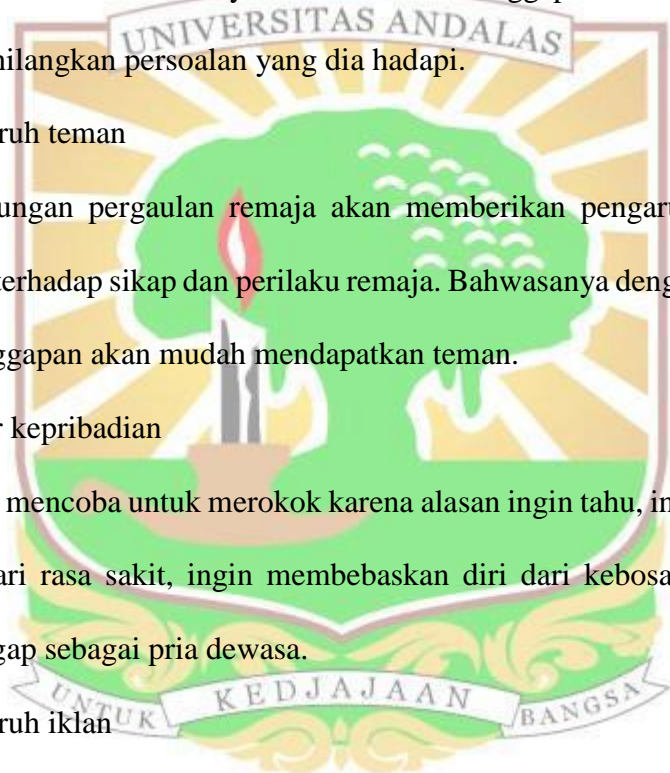 UNIVERSITAS ANDALAS
hilangkan persoalan yang dia hadapi.
ruh teman
ungan pergaulan remaja akan memberikan pengaru
terhadap sikap dan perilaku remaja. Bahwasanya deng
ggapan akan mudah mendapatkan teman.
r kepribadian
mencoba untuk merokok karena alasan ingin tahu, in
ari rasa sakit, ingin membebaskan diri dari kebosa
gap sebagai pria dewasa.
UNTUK KEDJAJAAN BANGSA
ruh iklan